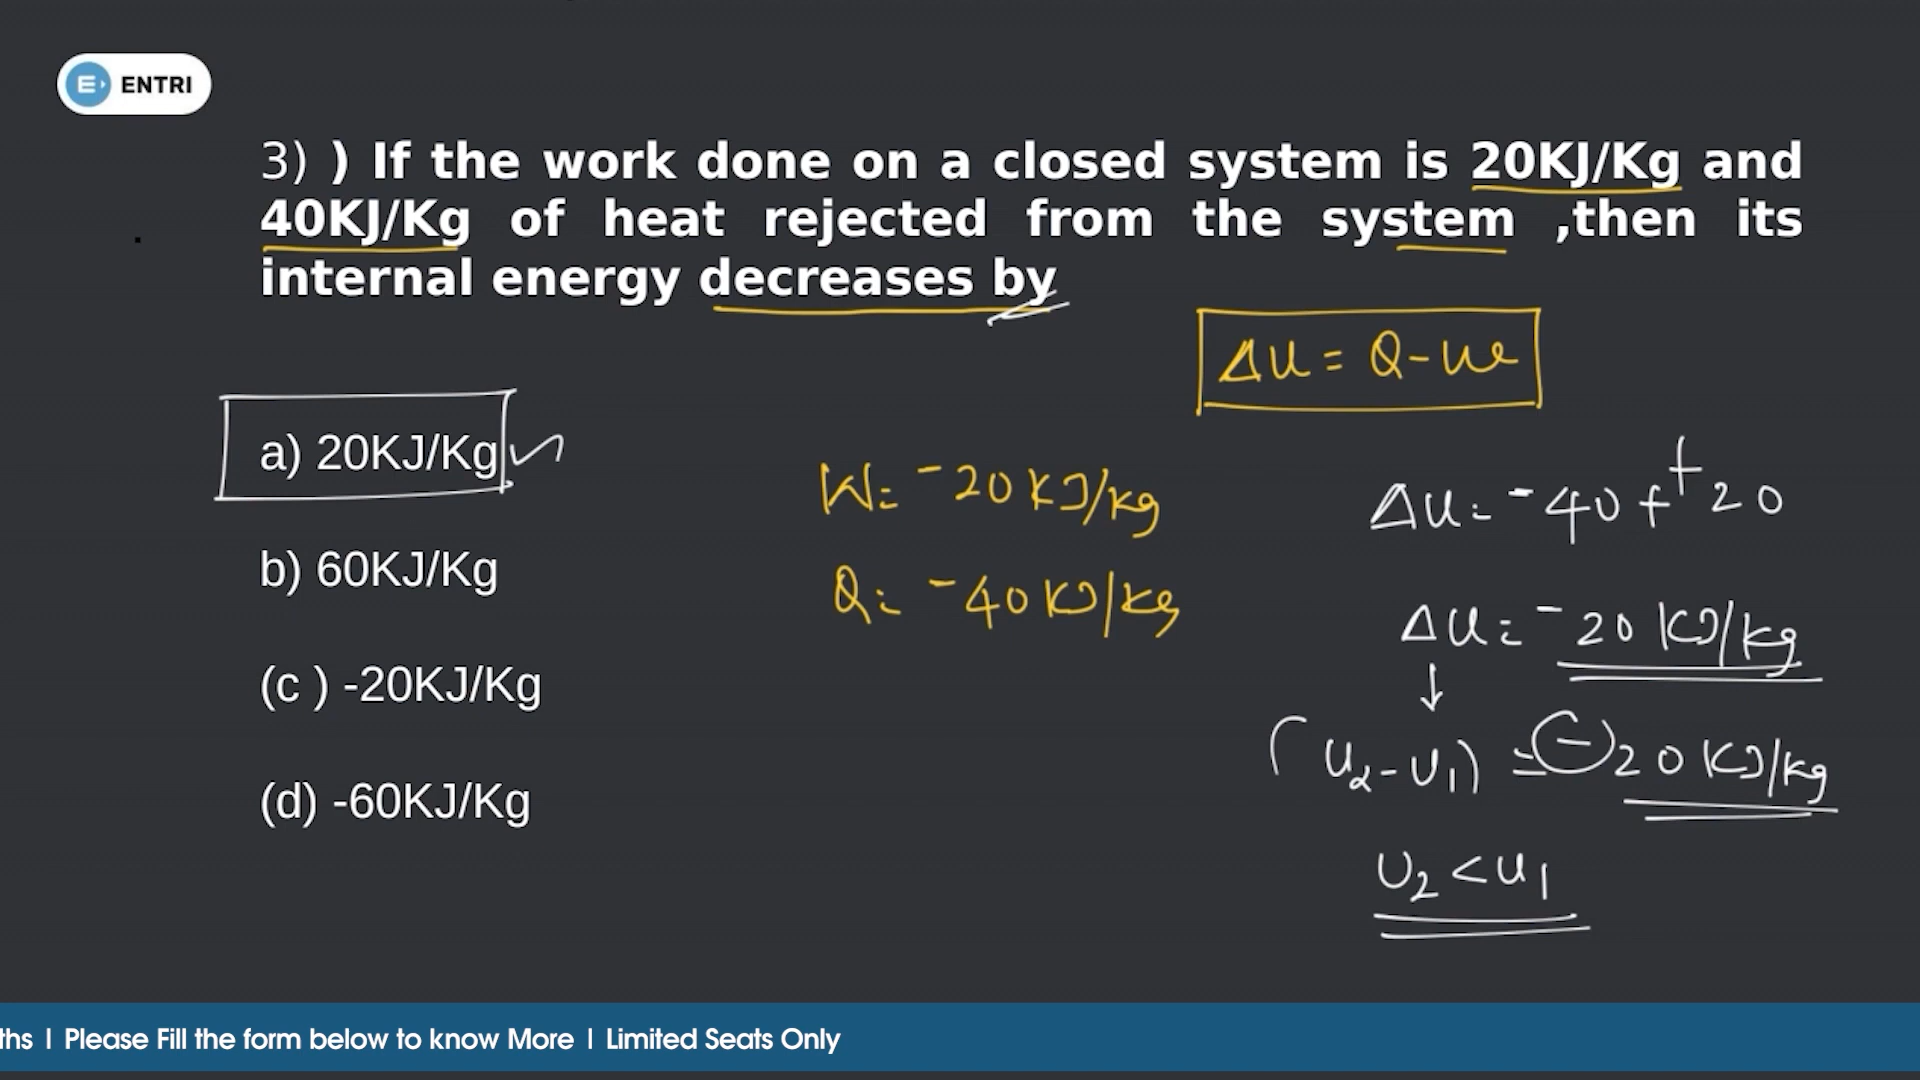 ENTRI
3) ) If the work done on a closed system is 20KJ/Kg and
40KJ/Kg of heat rejected from the system ,then its
internal energy decreases by
ΔU = Q-W
a) 20KJ/Kg
b) 60KJ/Kg
(c ) -20KJ/Kg
(d) -60KJ/Kg
W= -20 KJ/kg
Q= -40 KJ/kg
ΔU= -40 + +20
ΔU= -20 KJ/kg
↓
(U2-U1) = -20 KJ/kg
U2 < U1
ths | Please Fill the form below to know More | Limited Seats Only